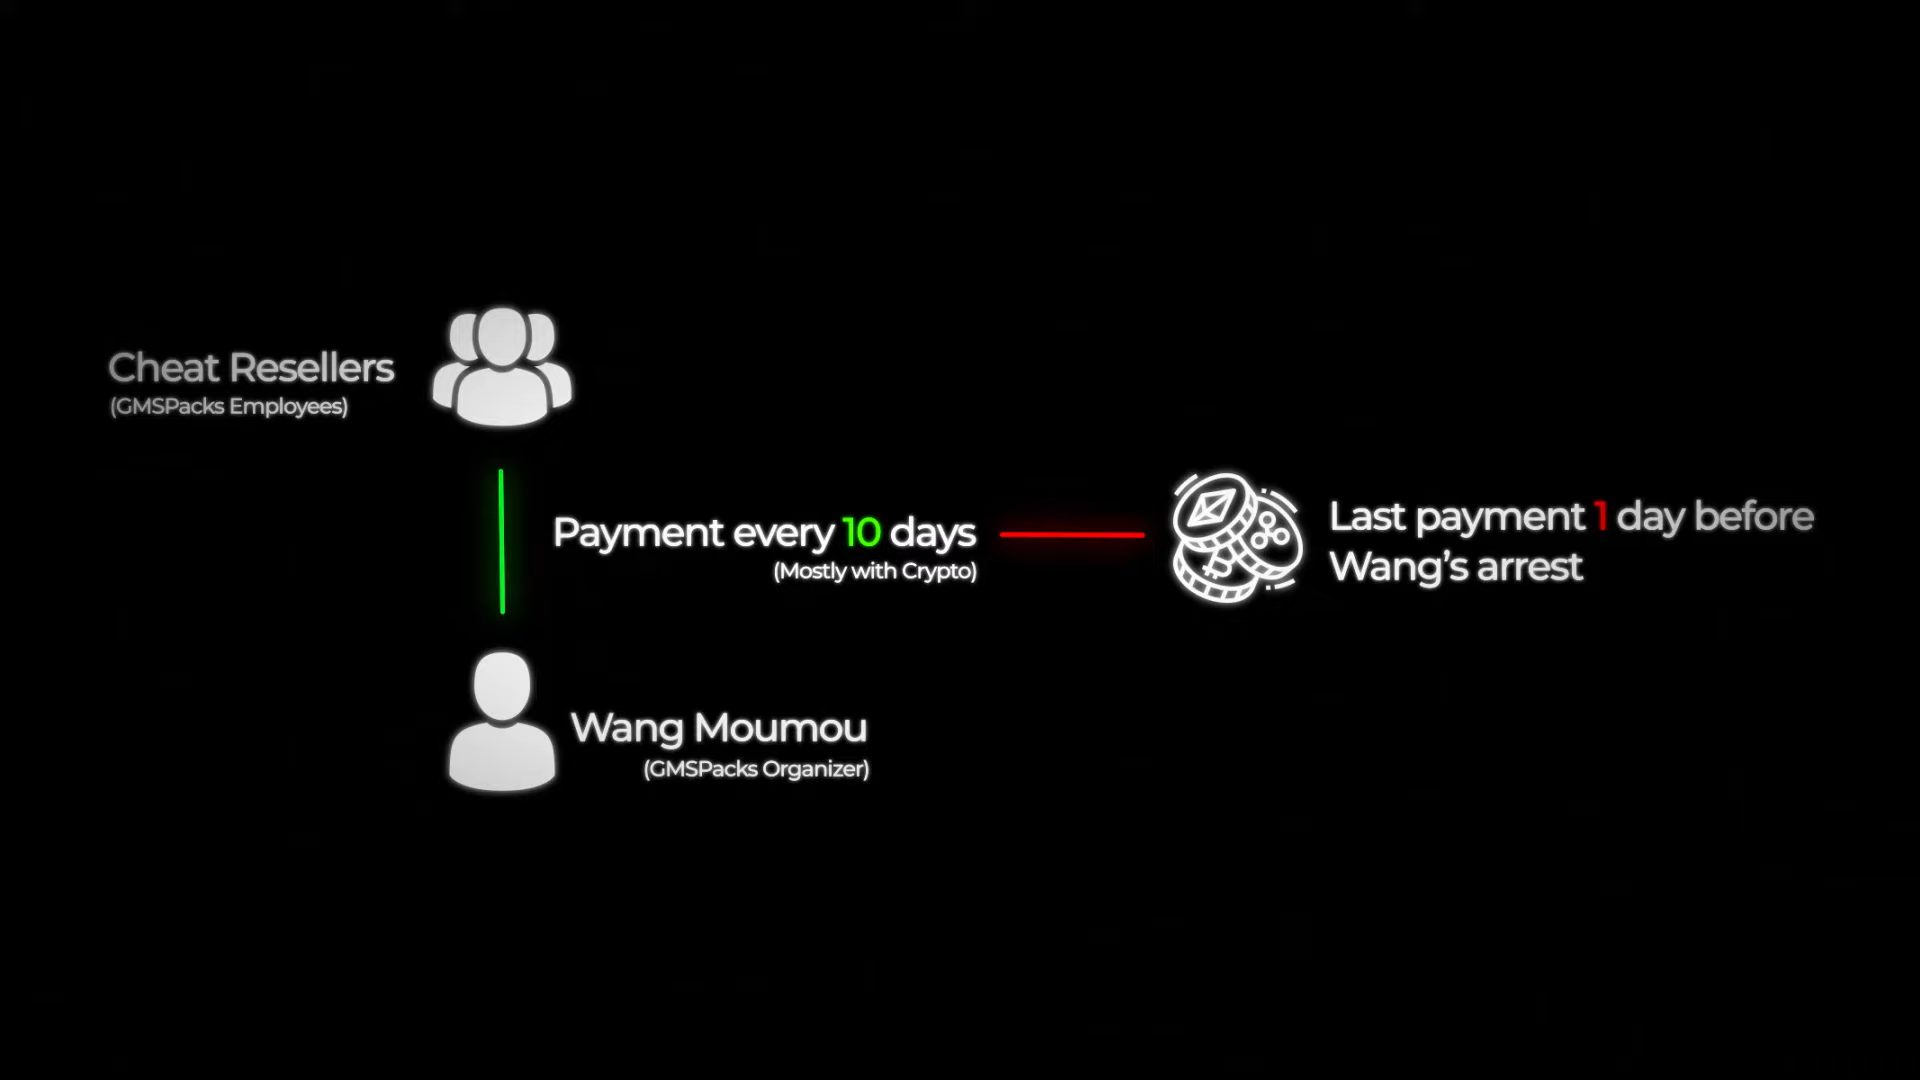 Cheat Resellers
(GMSPacks Employees)
Payment every 10 days
(Mostly with Crypto)
Last payment 1 day before
Wang's arrest
Wang Moumou
(GMSPacks Organizer)